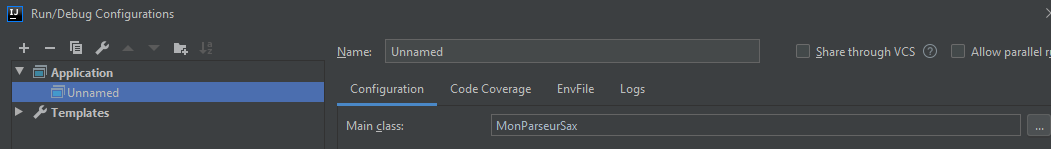 IJ Run/Debug Configurations
Name: Unnamed Share through VCS ? Allow parallel
Application
Unnamed
Templates
Configuration Code Coverage EnvFile Logs
Main class: MonParseurSax ...